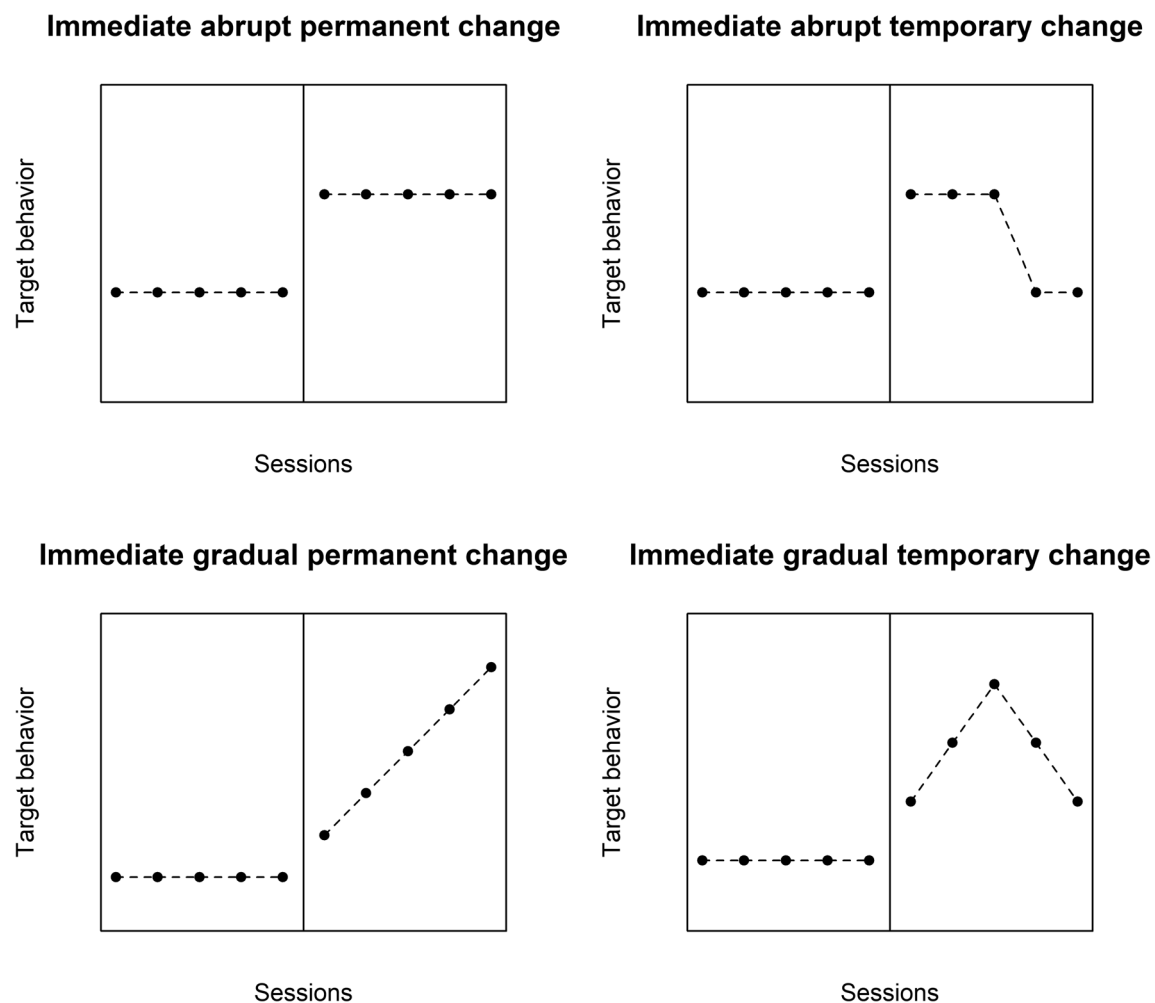 Immediate abrupt permanent change
Target behavior
Sessions
Immediate abrupt temporary change
Target behavior
Sessions
Immediate gradual permanent change
Target behavior
Sessions
Immediate gradual temporary change
Target behavior
Sessions